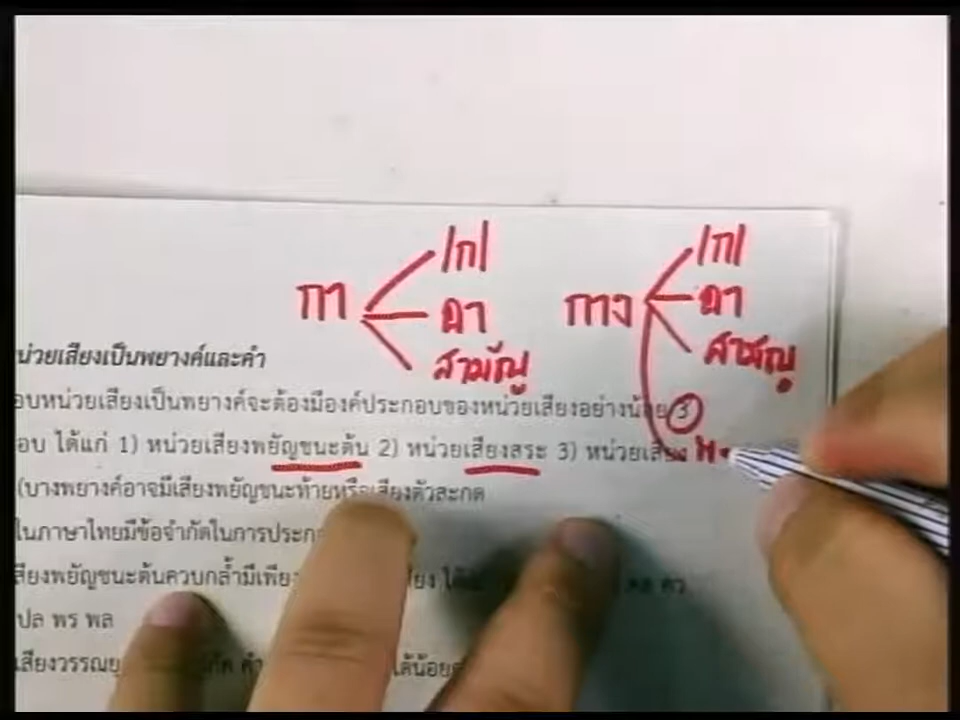 /ก/ /ก/
กา อา กาง อา
สามัญ สามัญ
น่วยเสียงเป็นพยางค์และคำ
อบหน่วยเสียงเป็นพยางค์จะต้องมีองค์ประกอบของหน่วยเสียงอย่างน้อย 3
อบ ได้แก่ 1) หน่วยเสียงพยัญชนะต้น 2) หน่วยเสียงสระ 3) หน่วยเสียง
(บางพยางค์อาจมีเสียงพยัญชนะท้ายหรือเสียงตัวสะกด
ในภาษาไทยมีข้อจำกัดในการประก
สียงพยัญชนะต้นควบกล้ำมีเพีย คล คว
ปล พร พล
เสียงวรรณยุ